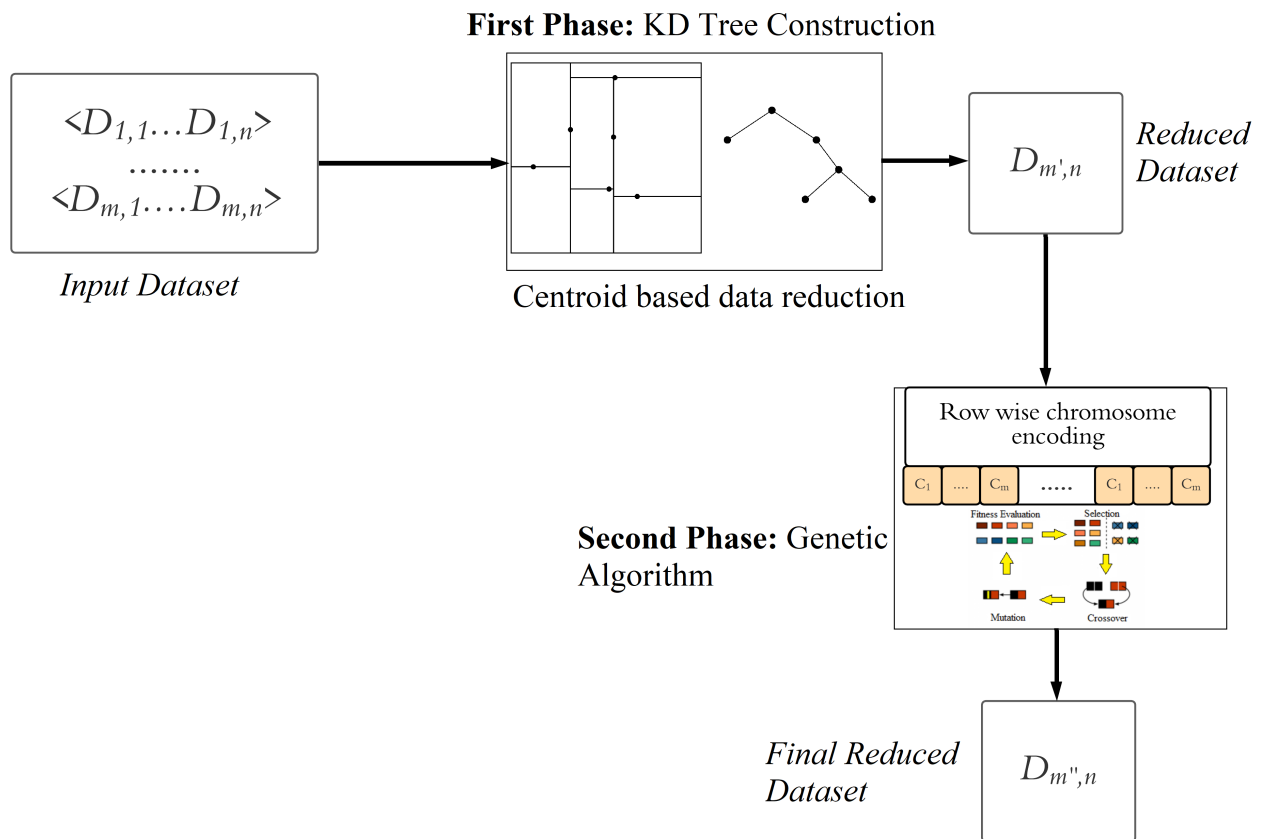 First Phase: KD Tree Construction
<D1,1...D1,n>
.......
<Dm,1....Dm,n>
Input Dataset
Centroid based data reduction
Dm',n
Reduced
Dataset
Row wise chromosome
encoding
C1 .... Cm ..... C1 .... Cm
Fitness Evaluation Selection
Mutation Crossover
Second Phase: Genetic
Algorithm
Final Reduced
Dataset
Dm",n